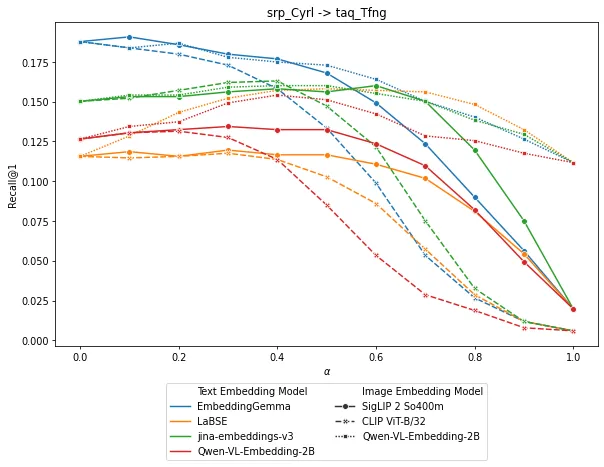 srp_Cyrl -> taq_Tfng
Recall@1
0.175
0.150
0.125
0.100
0.075
0.050
0.025
0.000
0.0 0.2 0.4 0.6 0.8 1.0
α
Text Embedding Model
EmbeddingGemma
LaBSE
jina-embeddings-v3
Qwen-VL-Embedding-2B
Image Embedding Model
SigLIP 2 So400m
CLIP ViT-B/32
Qwen-VL-Embedding-2B